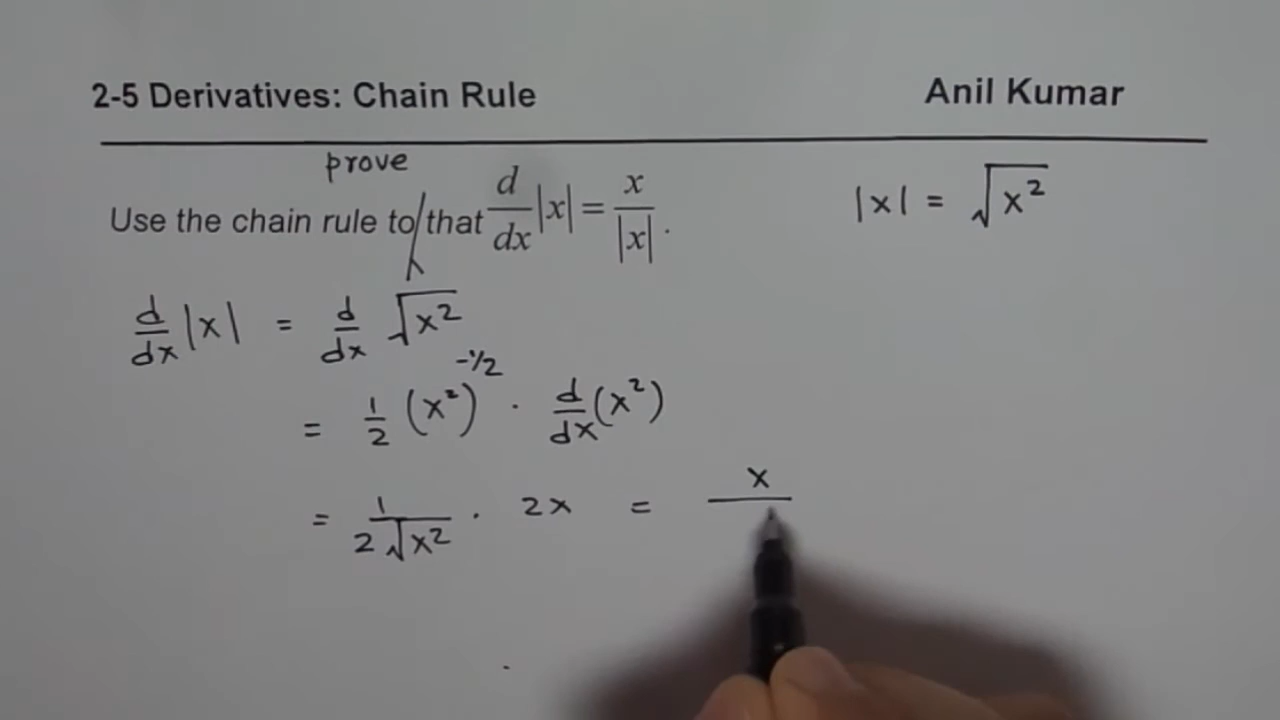 2-5 Derivatives: Chain Rule
Anil Kumar
prove
Use the chain rule to that d/dx |x| = x/|x| .
|x| = √x²
d/dx |x| = d/dx √x²
= 1/2 (x²)^-1/2 · d/dx (x²)
= 1/2√x² · 2x = x